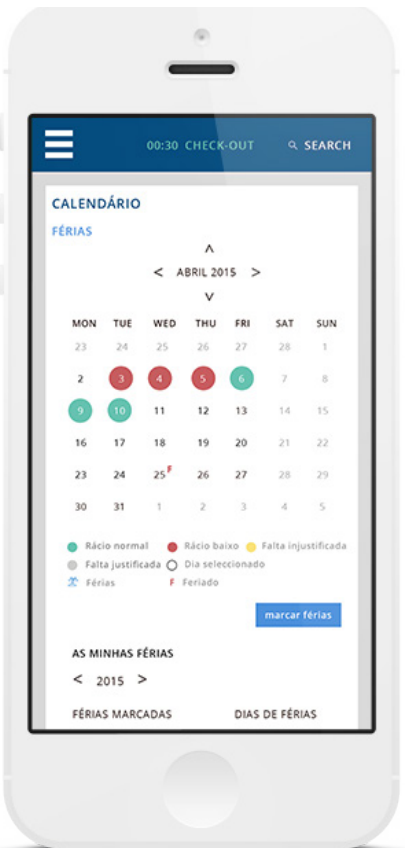 00:30 CHECK-OUT SEARCH
CALENDÁRIO
FÉRIAS
< ABRIL 2015 >
MON TUE WED THU FRI SAT SUN
23 24 25 26 27 28 1
2 3 4 5 6 7 8
9 10 11 12 13 14 15
16 17 18 19 20 21 22
23 24 25 F 26 27 28 29
30 31 1 2 3 4 5
Rácio normal Rácio baixo Falta injustificada
Falta justificada Dia seleccionado
Férias F Feriado
marcar férias
AS MINHAS FÉRIAS
< 2015 >
FÉRIAS MARCADAS DIAS DE FÉRIAS